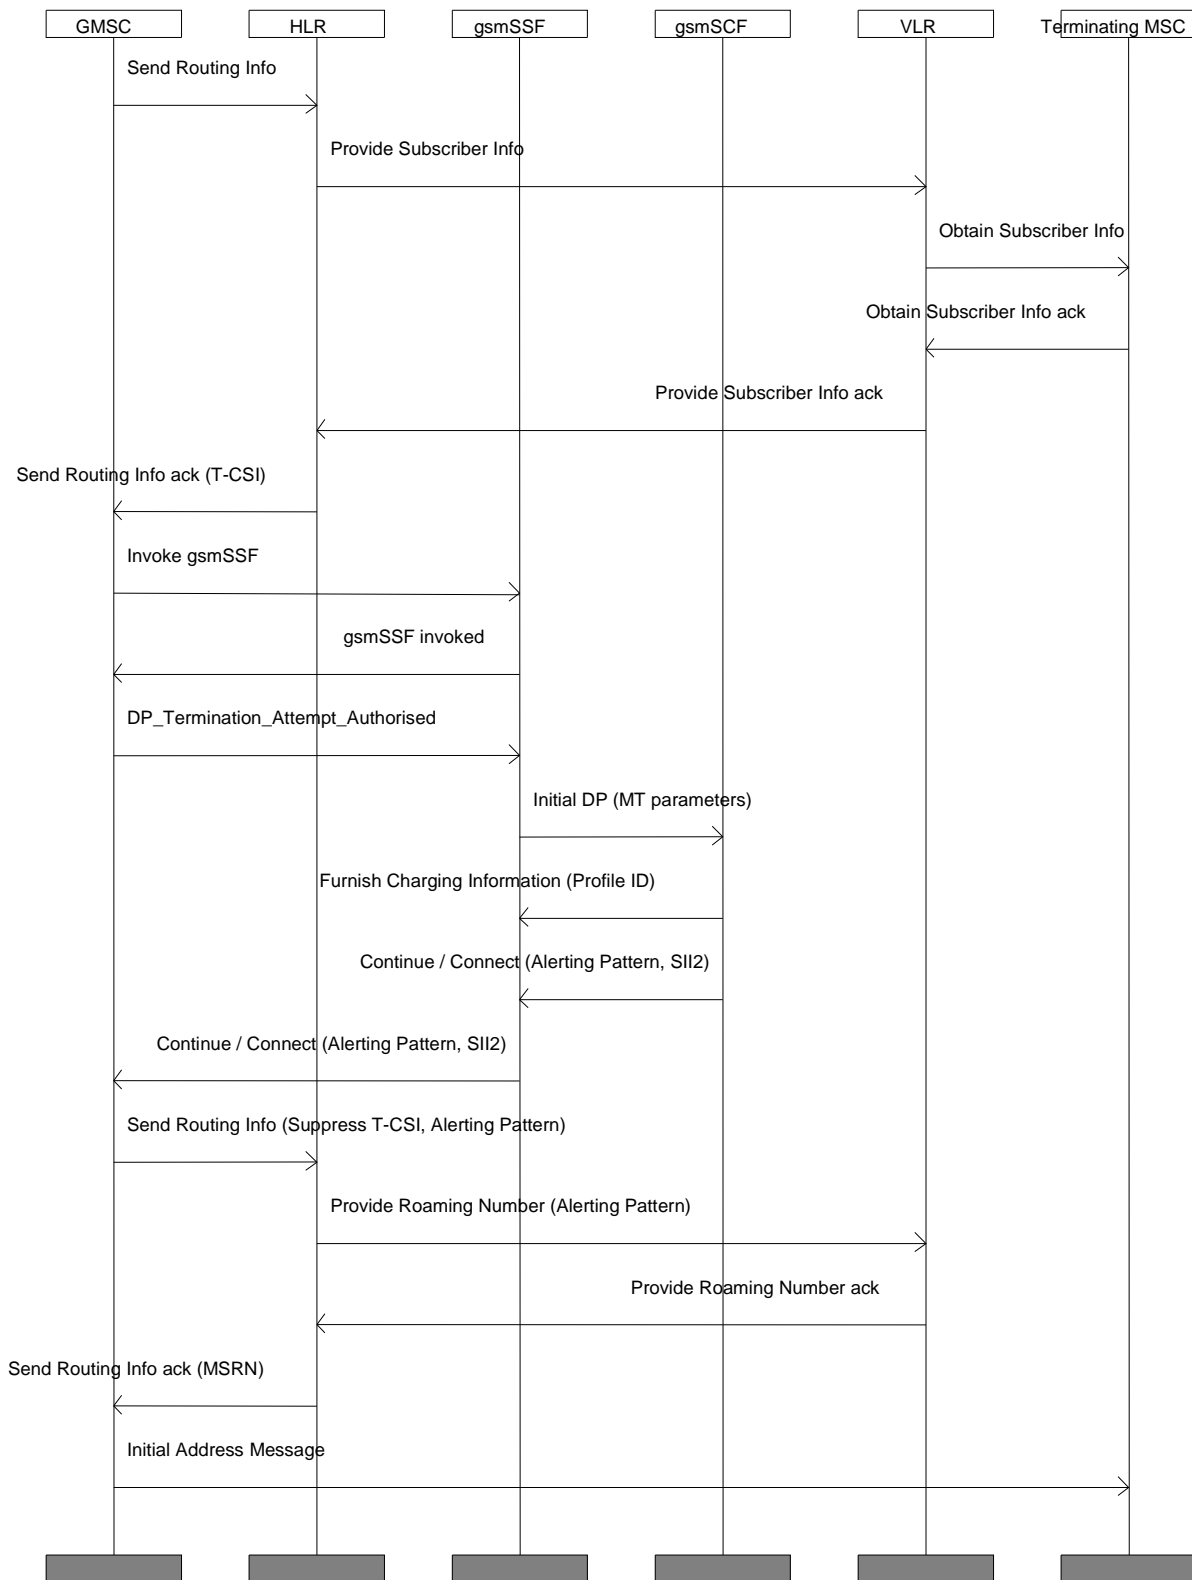 GMSC
HLR
gsmSSF
gsmSCF
VLR
Terminating MSC
Send Routing Info
Provide Subscriber Info
Obtain Subscriber Info
Obtain Subscriber Info ack
Provide Subscriber Info ack
Send Routing Info ack (T-CSI)
Invoke gsmSSF
gsmSSF invoked
DP_Termination_Attempt_Authorised
Initial DP (MT parameters)
Furnish Charging Information (Profile ID)
Continue / Connect (Alerting Pattern, SII2)
Continue / Connect (Alerting Pattern, SII2)
Send Routing Info (Suppress T-CSI, Alerting Pattern)
Provide Roaming Number (Alerting Pattern)
Provide Roaming Number ack
Send Routing Info ack (MSRN)
Initial Address Message